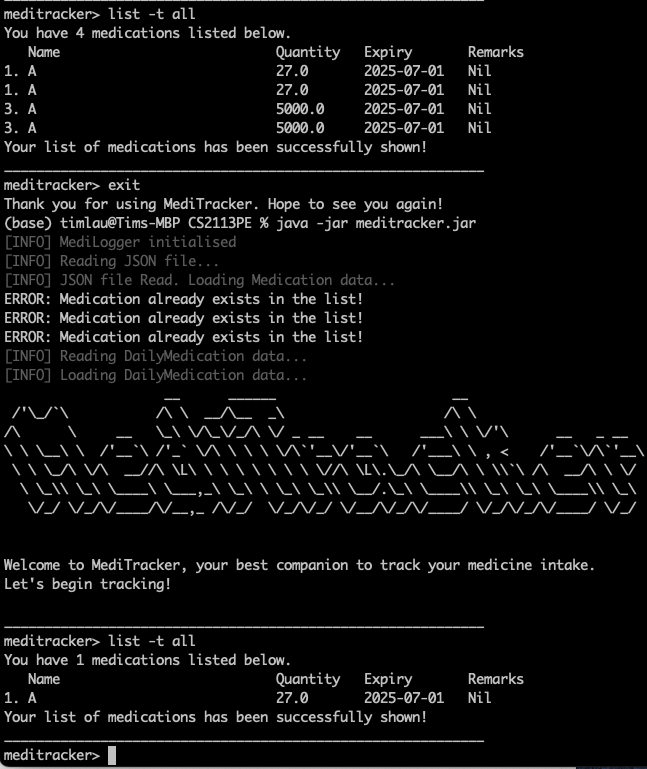 meditracker> list -t all
You have 4 medications listed below.
   Name                          Quantity   Expiry       Remarks
1. A                             27.0       2025-07-01   Nil
1. A                             27.0       2025-07-01   Nil
3. A                             5000.0     2025-07-01   Nil
3. A                             5000.0     2025-07-01   Nil
Your list of medications has been successfully shown!
meditracker> exit
Thank you for using MediTracker. Hope to see you again!
(base) timlau@Tims-MBP CS2113PE % java -jar meditracker.jar
[INFO] MediLogger initialised
[INFO] Reading JSON file...
[INFO] JSON file Read. Loading Medication data...
ERROR: Medication already exists in the list!
ERROR: Medication already exists in the list!
ERROR: Medication already exists in the list!
[INFO] Reading DailyMedication data...
[INFO] Loading DailyMedication data...
MediTracker
Welcome to MediTracker, your best companion to track your medicine intake.
Let's begin tracking!
meditracker> list -t all
You have 1 medications listed below.
   Name                          Quantity   Expiry       Remarks
1. A                             27.0       2025-07-01   Nil
Your list of medications has been successfully shown!
meditracker>